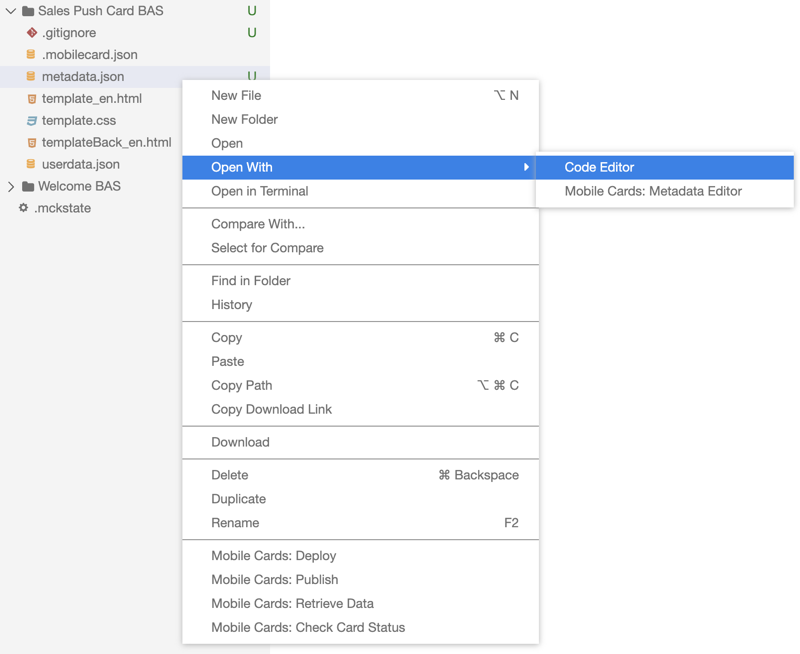 Sales Push Card BAS U
.gitignore U
.mobilecard.json
metadata.json U
template_en.html
template.css
templateBack_en.html
userdata.json
Welcome BAS
.mckstate
New File ⌥ N
New Folder
Open
Open With
Open in Terminal
Compare With...
Select for Compare
Find in Folder
History
Copy ⌘ C
Paste
Copy Path ⌥ ⌘ C
Copy Download Link
Download
Delete ⌘ Backspace
Duplicate
Rename F2
Mobile Cards: Deploy
Mobile Cards: Publish
Mobile Cards: Retrieve Data
Mobile Cards: Check Card Status
Code Editor
Mobile Cards: Metadata Editor